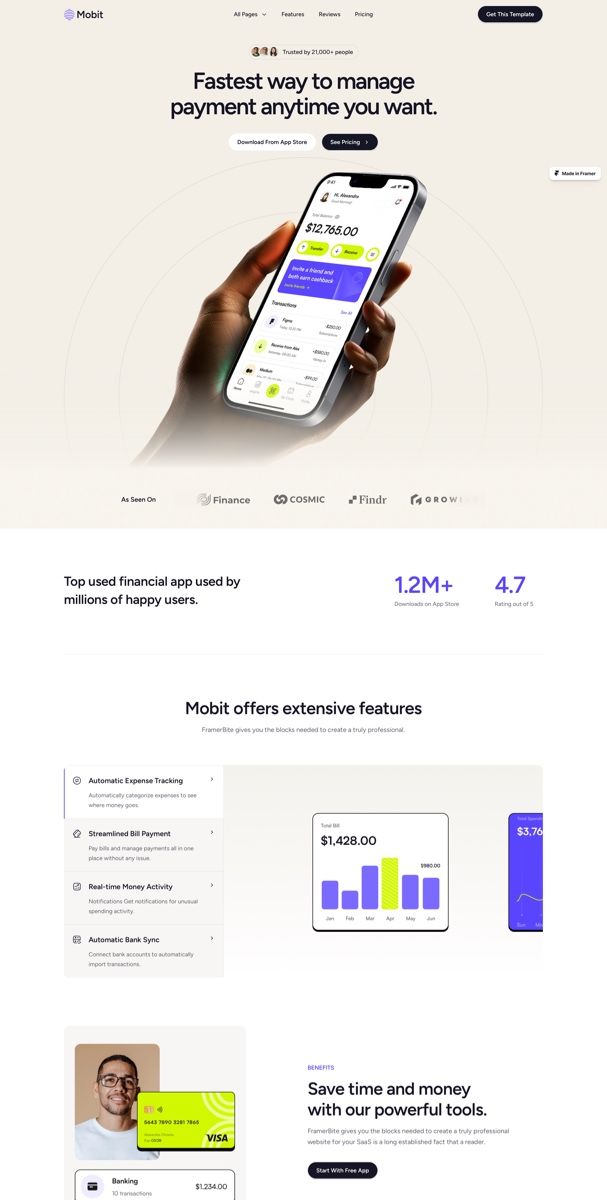 Mobit
All Pages
Features
Reviews
Pricing
Get This Template
Trusted by 21,000+ people
Fastest way to manage
payment anytime you want.
Download From App Store
See Pricing
Made in Framer
9:41
Hi, Alexandra
Good Morning!
Total Balance
$12,765.00
Transfer
Receive
Invite a friend and
both earn cashback
Invite friends
Transactions
See All
Figma
-$250.00
Subscriptions
Receive from Alex
Medium
Home
As Seen On
Finance
COSMIC
Findr
Top used financial app used by
millions of happy users.
1.2M+
Downloads on App Store
4.7
Rating out of 5
Mobit offers extensive features
FramerBite gives you the blocks needed to create a truly professional.
Automatic Expense Tracking
Automatically categorize expenses to see
where money goes.
Streamlined Bill Payment
Pay bills and manage payments all in one
place without any issue.
Real-time Money Activity
Notifications Get notifications for unusual
spending activity.
Automatic Bank Sync
Connect bank accounts to automatically
import transactions.
Total Bill
$1,428.00
$980.00
Jan
Feb
Mar
Apr
May
Jun
$3,76
Sun
BENEFITS
Save time and money
with our powerful tools.
FramerBite gives you the blocks needed to create a truly professional
website for your SaaS is a long established fact that a reader.
Start With Free App
5643 7890 3281 7865
VISA
Banking
10 transactions
$1,234.00